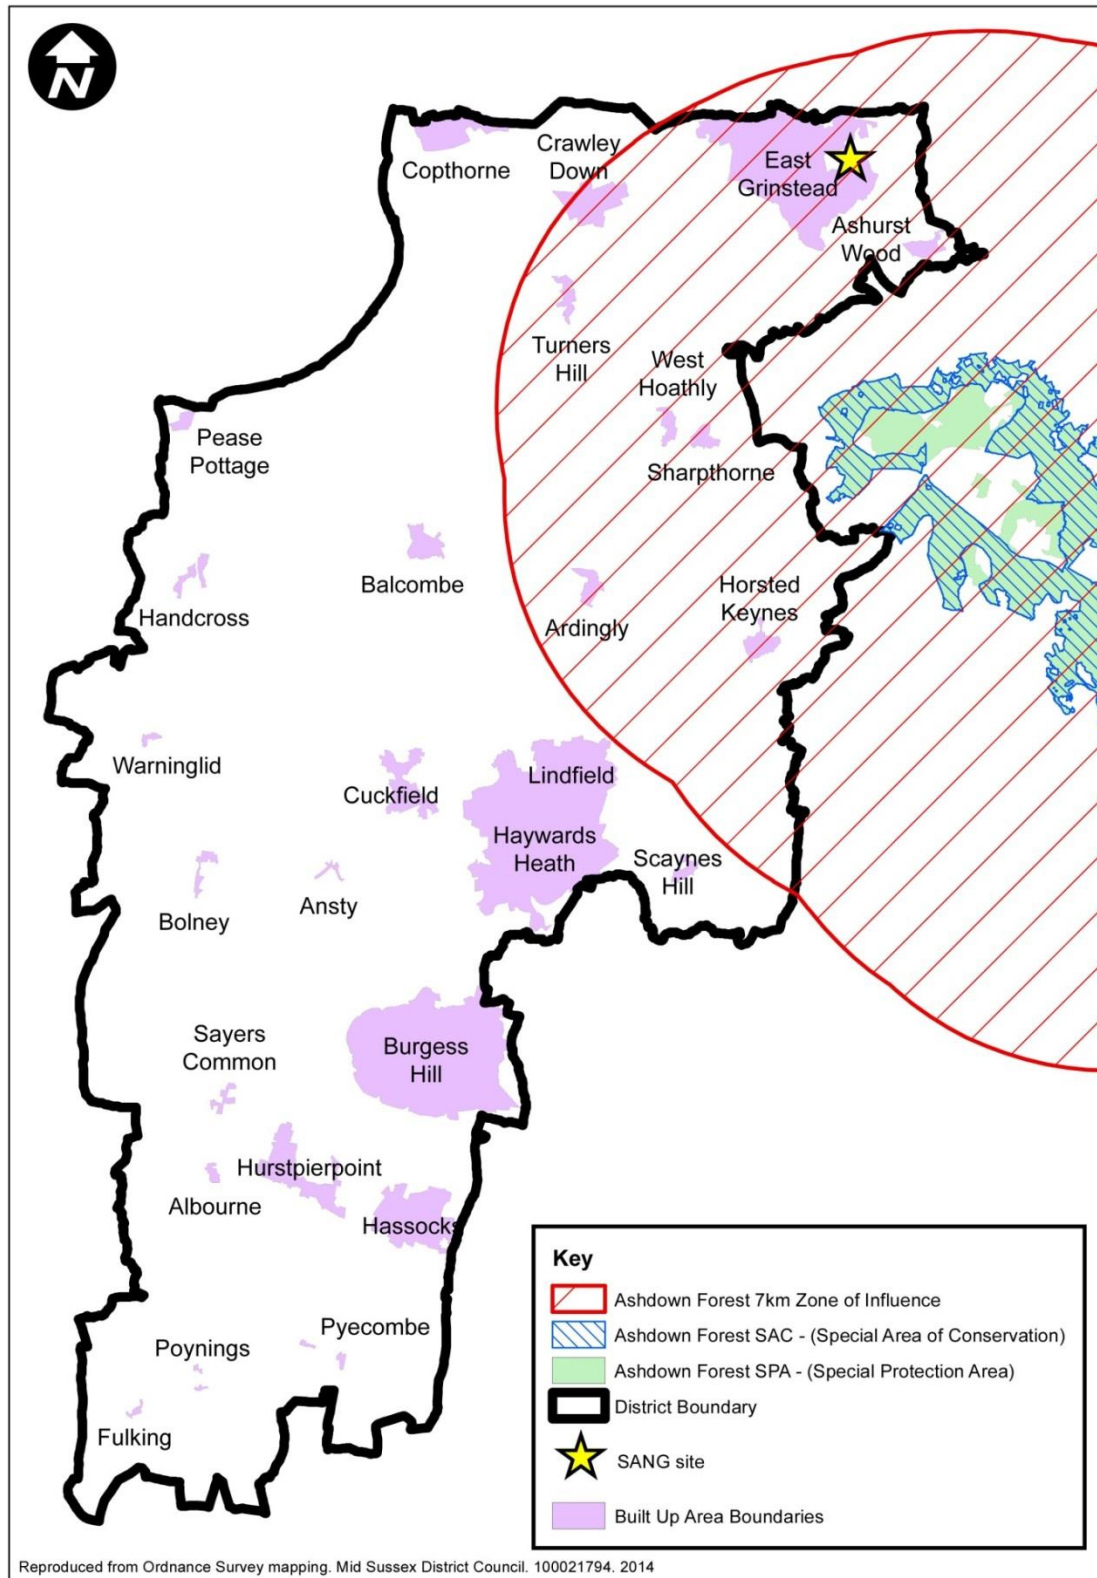 N
Crawley
Down
Copthorne
East
Grinstead
Ashurst
Wood
Turners
Hill
West
Hoathly
Pease
Pottage
Sharpthorne
Balcombe
Horsted
Keynes
Handcross
Ardingly
Warninglid
Lindfield
Cuckfield
Haywards
Heath
Scaynes
Hill
Ansty
Bolney
Sayers
Common
Burgess
Hill
Hurstpierpoint
Albourne
Hassocks
Pyecombe
Poynings
Fulking
Key
Ashdown Forest 7km Zone of Influence
Ashdown Forest SAC - (Special Area of Conservation)
Ashdown Forest SPA - (Special Protection Area)
District Boundary
SANG site
Built Up Area Boundaries
Reproduced from Ordnance Survey mapping. Mid Sussex District Council. 100021794. 2014